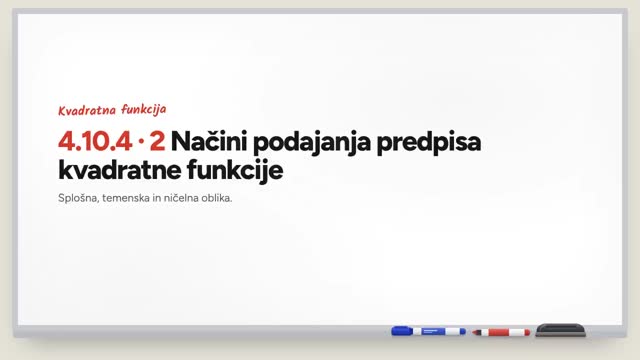 Kvadratna funkcija
4.10.4 · 2 Načini podajanja predpisa
kvadratne funkcije
Splošna, temenska in ničelna oblika.